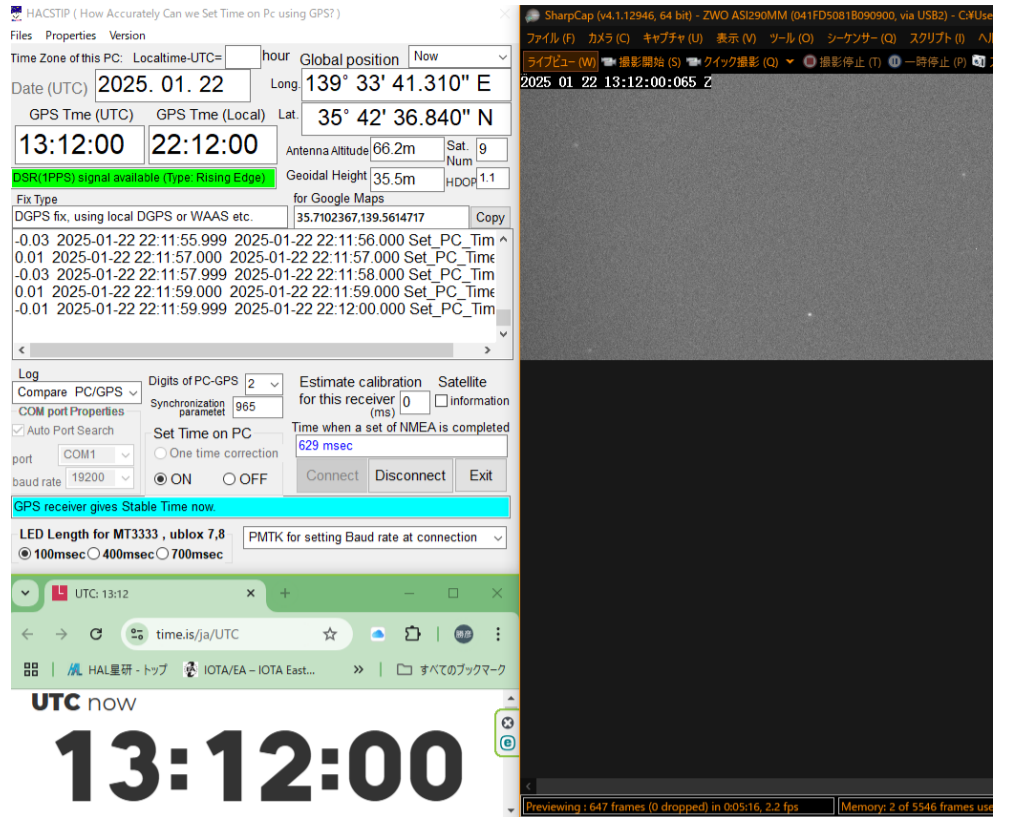 HACSTIP ( How Accurately Can we Set Time on Pc using GPS? )
Files Properties Version
Time Zone of this PC: Localtime-UTC= hour
Global position Now
Date (UTC) 2025. 01. 22
Long. 139° 33' 41.310" E
GPS Tme (UTC) GPS Tme (Local)
Lat. 35° 42' 36.840" N
13:12:00 22:12:00
Antenna Altitude 66.2m Sat. Num 9
DSR(1PPS) signal available (Type: Rising Edge)
Geoidal Height 35.5m HDOP 1.1
Fix Type
for Google Maps
DGPS fix, using local DGPS or WAAS etc.
35.7102367,139.5614717 Copy
-0.03 2025-01-22 22:11:55.999 2025-01-22 22:11:56.000 Set_PC_Tim
0.01 2025-01-22 22:11:57.000 2025-01-22 22:11:57.000 Set_PC_Time
-0.03 2025-01-22 22:11:57.999 2025-01-22 22:11:58.000 Set_PC_Tim
0.01 2025-01-22 22:11:59.000 2025-01-22 22:11:59.000 Set_PC_Time
-0.01 2025-01-22 22:11:59.999 2025-01-22 22:12:00.000 Set_PC_Tim
Log
Compare PC/GPS
Digits of PC-GPS 2
Synchronization parametet 965
Estimate calibration
for this receiver
(ms) 0
Satellite
information
COM port Properties
Auto Port Search
port COM1
baud rate 19200
Set Time on PC
One time correction
ON OFF
Time when a set of NMEA is completed
629 msec
Connect Disconnect Exit
GPS receiver gives Stable Time now.
LED Length for MT3333 , ublox 7,8
100msec 400msec 700msec
PMTK for setting Baud rate at connection
UTC: 13:12
time.is/ja/UTC
勝彦
HAL星研 - トップ IOTA/EA – IOTA East... » すべてのブックマーク
UTC now
13:12:00
SharpCap (v4.1.12946, 64 bit) - ZWO ASI290MM (041FD5081B090900, via USB2) - C:¥Use
ファイル (F) カメラ (C) キャプチャ (U) 表示 (V) ツール (O) シーケンサー (Q) スクリプト (I) ヘル
ライブビュー (W) 撮影開始 (S) クイック撮影 (Q) 撮影停止 (T) 一時停止 (P)
2025 01 22 13:12:00:065 Z
Previewing : 647 frames (0 dropped) in 0:05:16, 2.2 fps
Memory: 2 of 5546 frames use